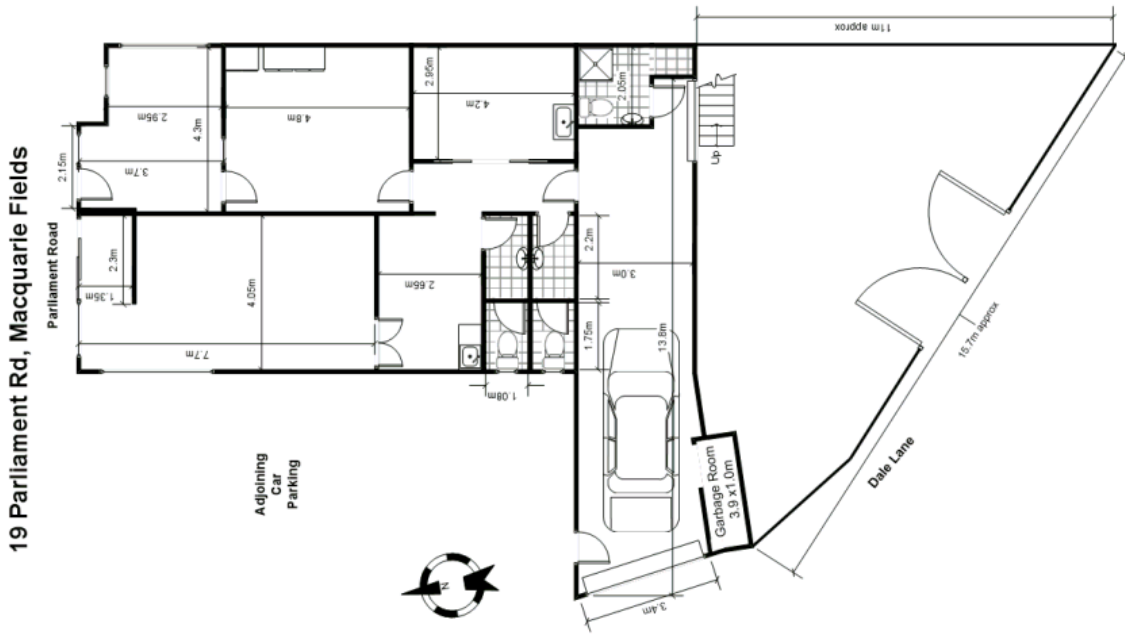 19 Parliament Rd, Macquarie Fields
Parliament Road
11m approx
2.95m
4.3m
3.7m
2.15m
4.8m
2.95m
4.2m
2.05m
Up
2.3m
1.35m
4.05m
7.7m
2.65m
2.2m
3.0m
1.75m
13.8m
1.08m
15.7m approx
Adjoining
Car
Parking
N
Garbage Room
3.9 x1.0m
3.4m
Dale Lane